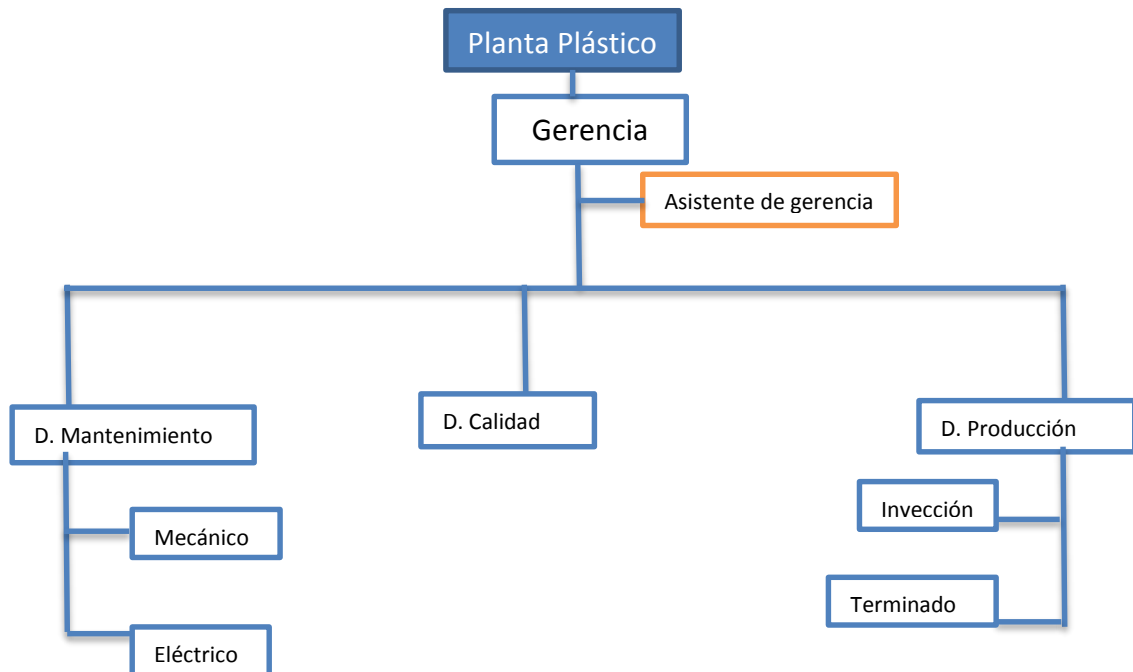 Planta Plástico
Gerencia
Asistente de gerencia
D. Mantenimiento
D. Calidad
D. Producción
Invección
Mecánico
Terminado
Eléctrico